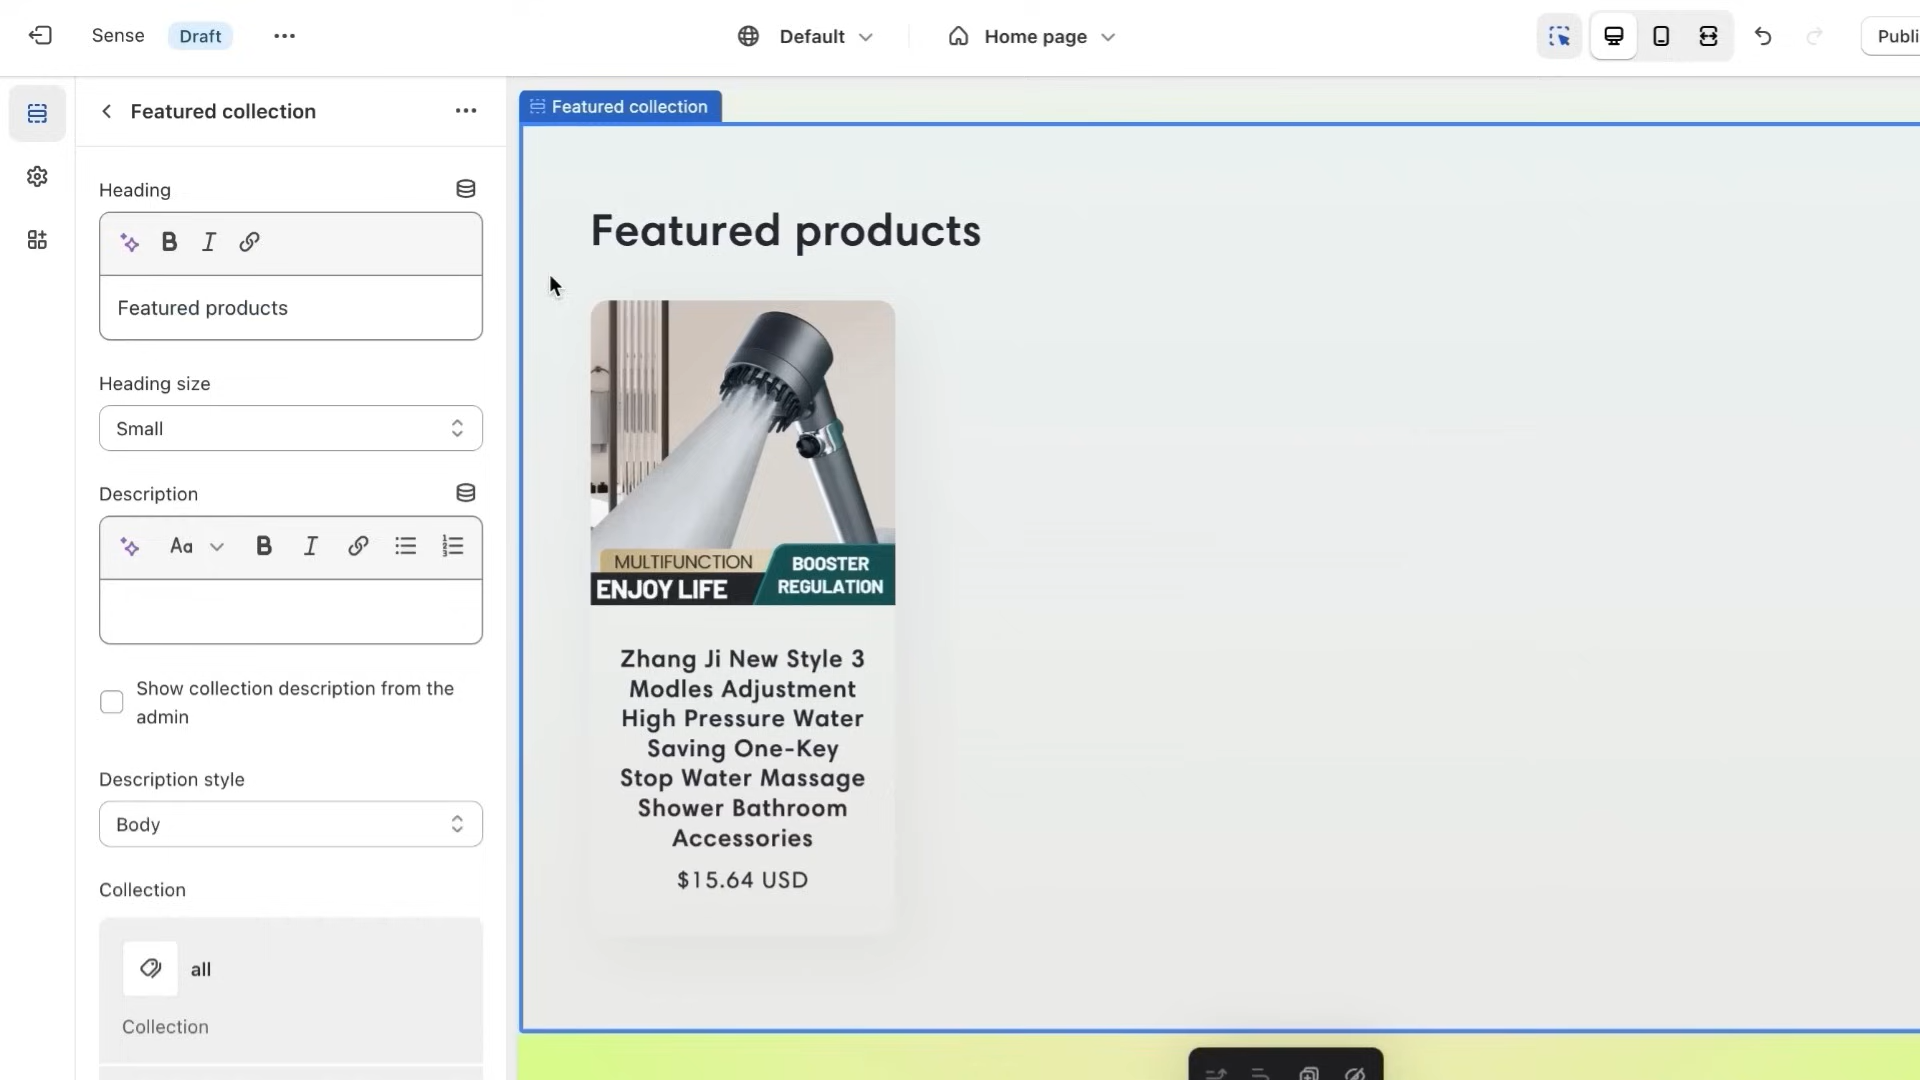 Sense
Draft
Default
Home page
Publi
Featured collection
Heading
B I
Featured products
Heading size
Small
Description
Aa
B I
Show collection description from the
admin
Description style
Body
Collection
all
Collection
Featured collection
Featured products
MULTIFUNCTION
ENJOY LIFE
BOOSTER
REGULATION
Zhang Ji New Style 3
Modles Adjustment
High Pressure Water
Saving One-Key
Stop Water Massage
Shower Bathroom
Accessories
$15.64 USD